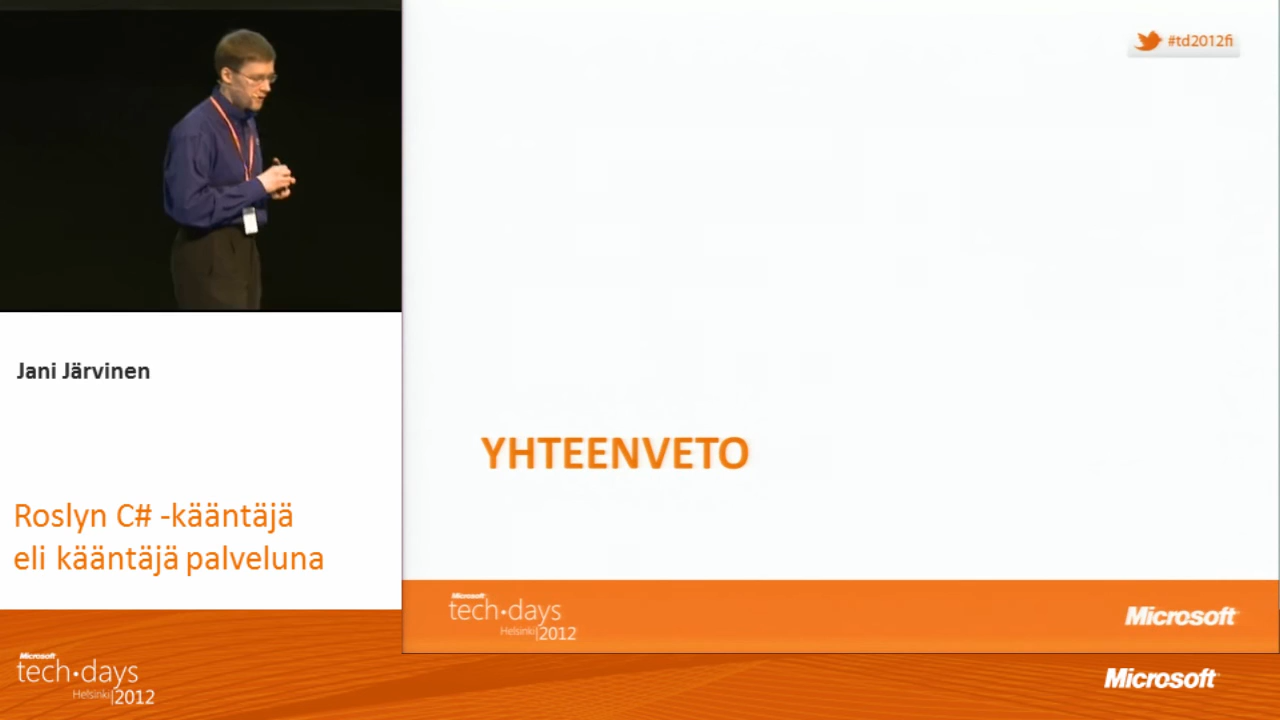 #td2012fi
Jani Järvinen
YHTEENVETO
Roslyn C# -kääntäjä
eli kääntäjä palveluna
Microsoft
tech·days
Helsinki|2012
Microsoft
Microsoft
tech·days
Helsinki|2012
Microsoft